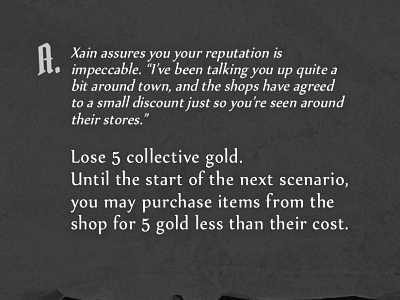 A. Xain assures you your reputation is
impeccable. “I’ve been talking you up quite a
bit around town, and the shops have agreed
to a small discount just so you’re seen around
their stores.”
Lose 5 collective gold.
Until the start of the next scenario,
you may purchase items from the
shop for 5 gold less than their cost.